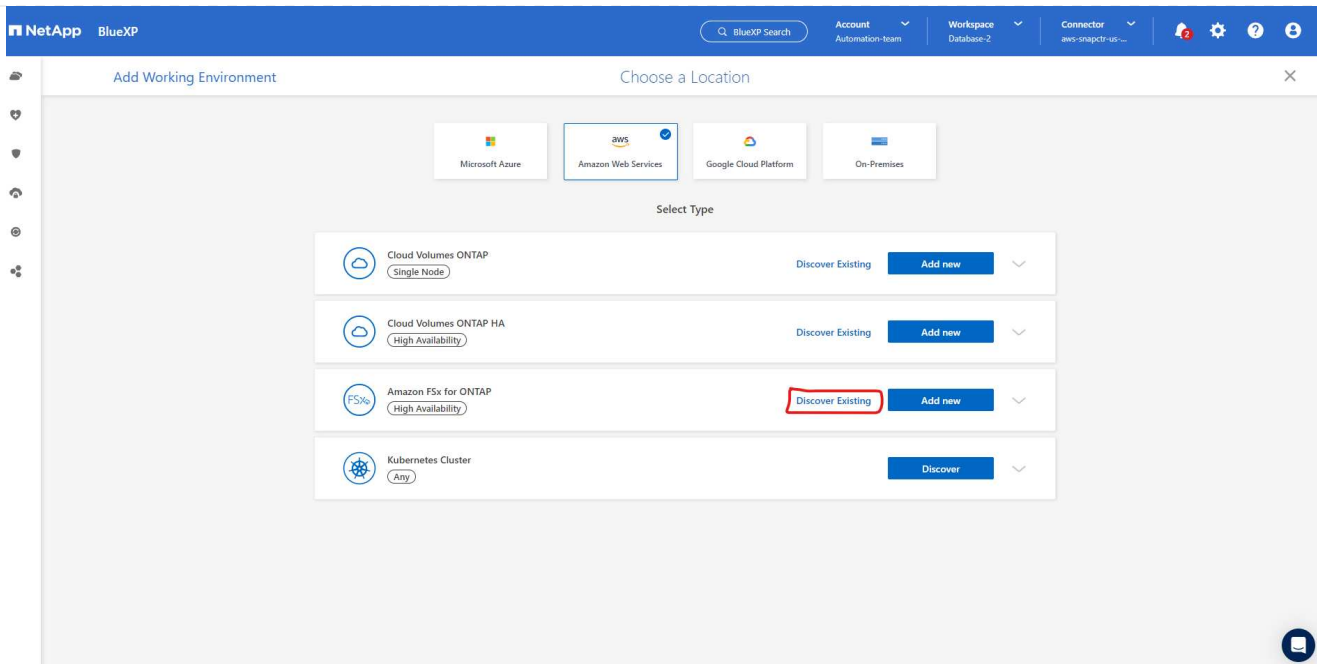 NetApp BlueXP
BlueXP Search
Account
Automation-team
Workspace
Database-2
Connector
aws-snapctr-us-...
2
Add Working Environment
Choose a Location
Microsoft Azure
aws
Amazon Web Services
Google Cloud Platform
On-Premises
Select Type
Cloud Volumes ONTAP
Single Node
Discover Existing
Add new
Cloud Volumes ONTAP HA
High Availability
Discover Existing
Add new
FSx
Amazon FSx for ONTAP
High Availability
Discover Existing
Add new
Kubernetes Cluster
Any
Discover